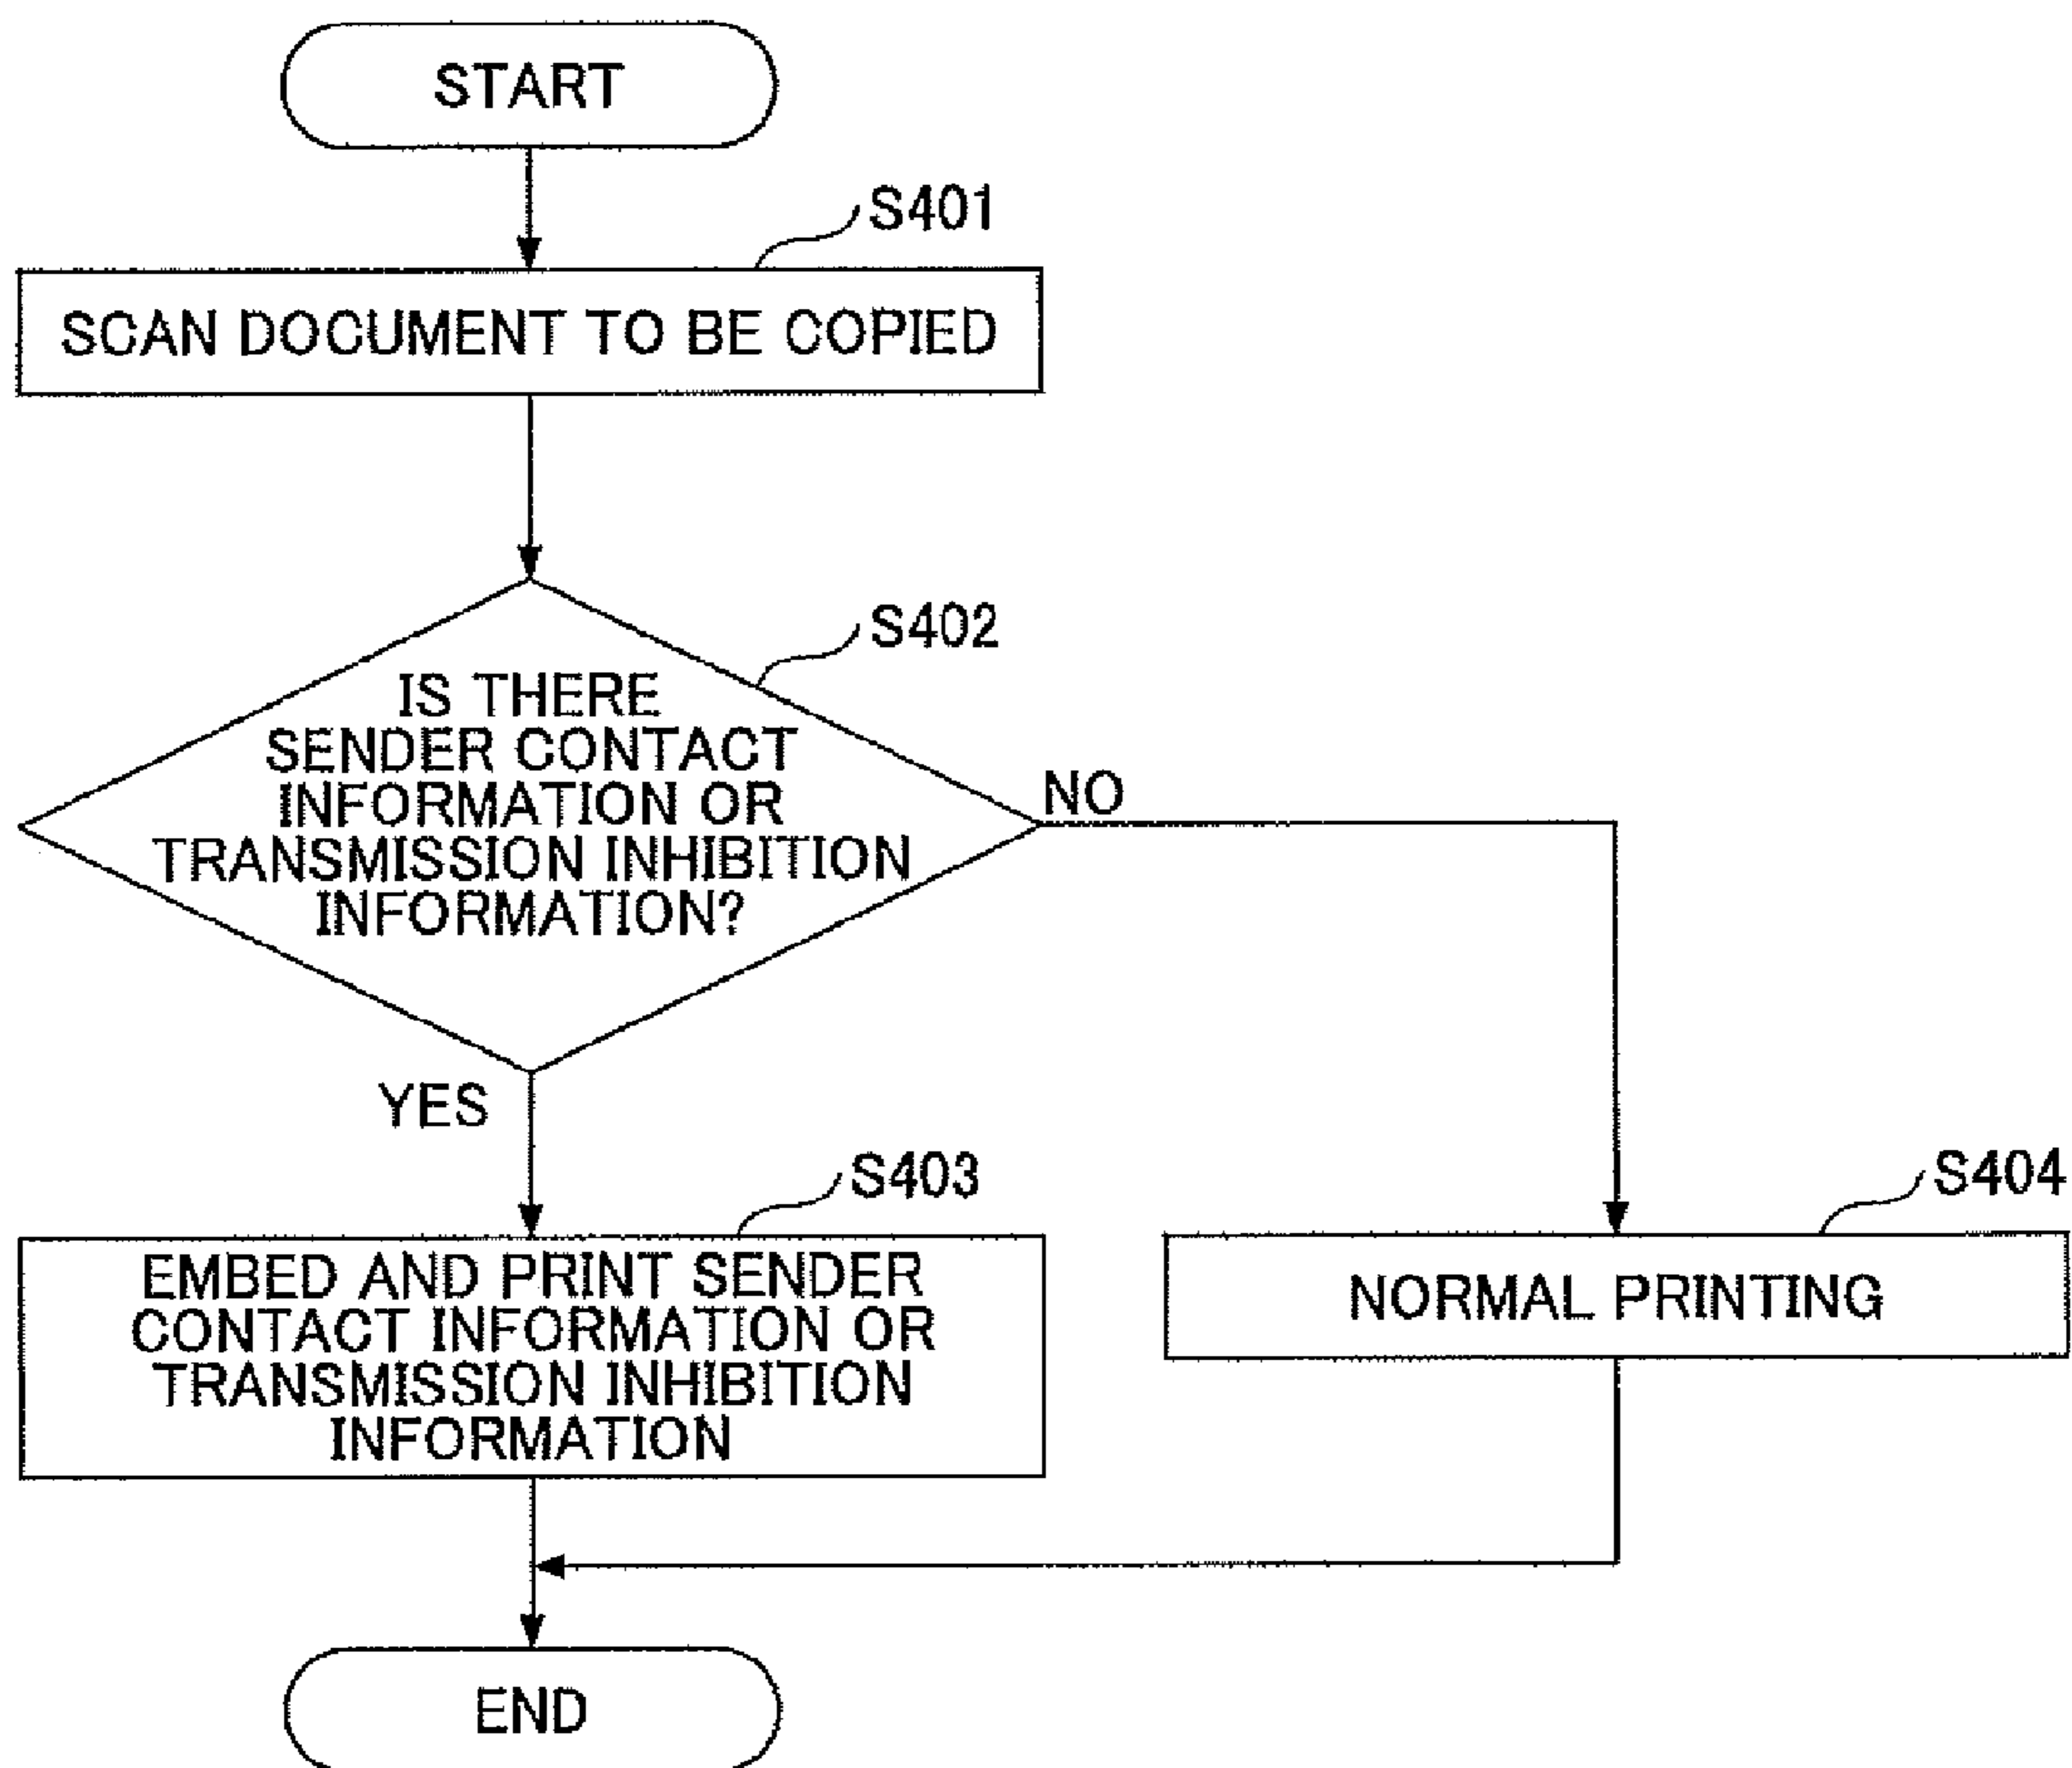 START
S401
SCAN DOCUMENT TO BE COPIED
S402
IS THERE
SENDER CONTACT
INFORMATION OR
TRANSMISSION INHIBITION
INFORMATION?
NO
YES
S403
EMBED AND PRINT SENDER
CONTACT INFORMATION OR
TRANSMISSION INHIBITION
INFORMATION
S404
NORMAL PRINTING
END